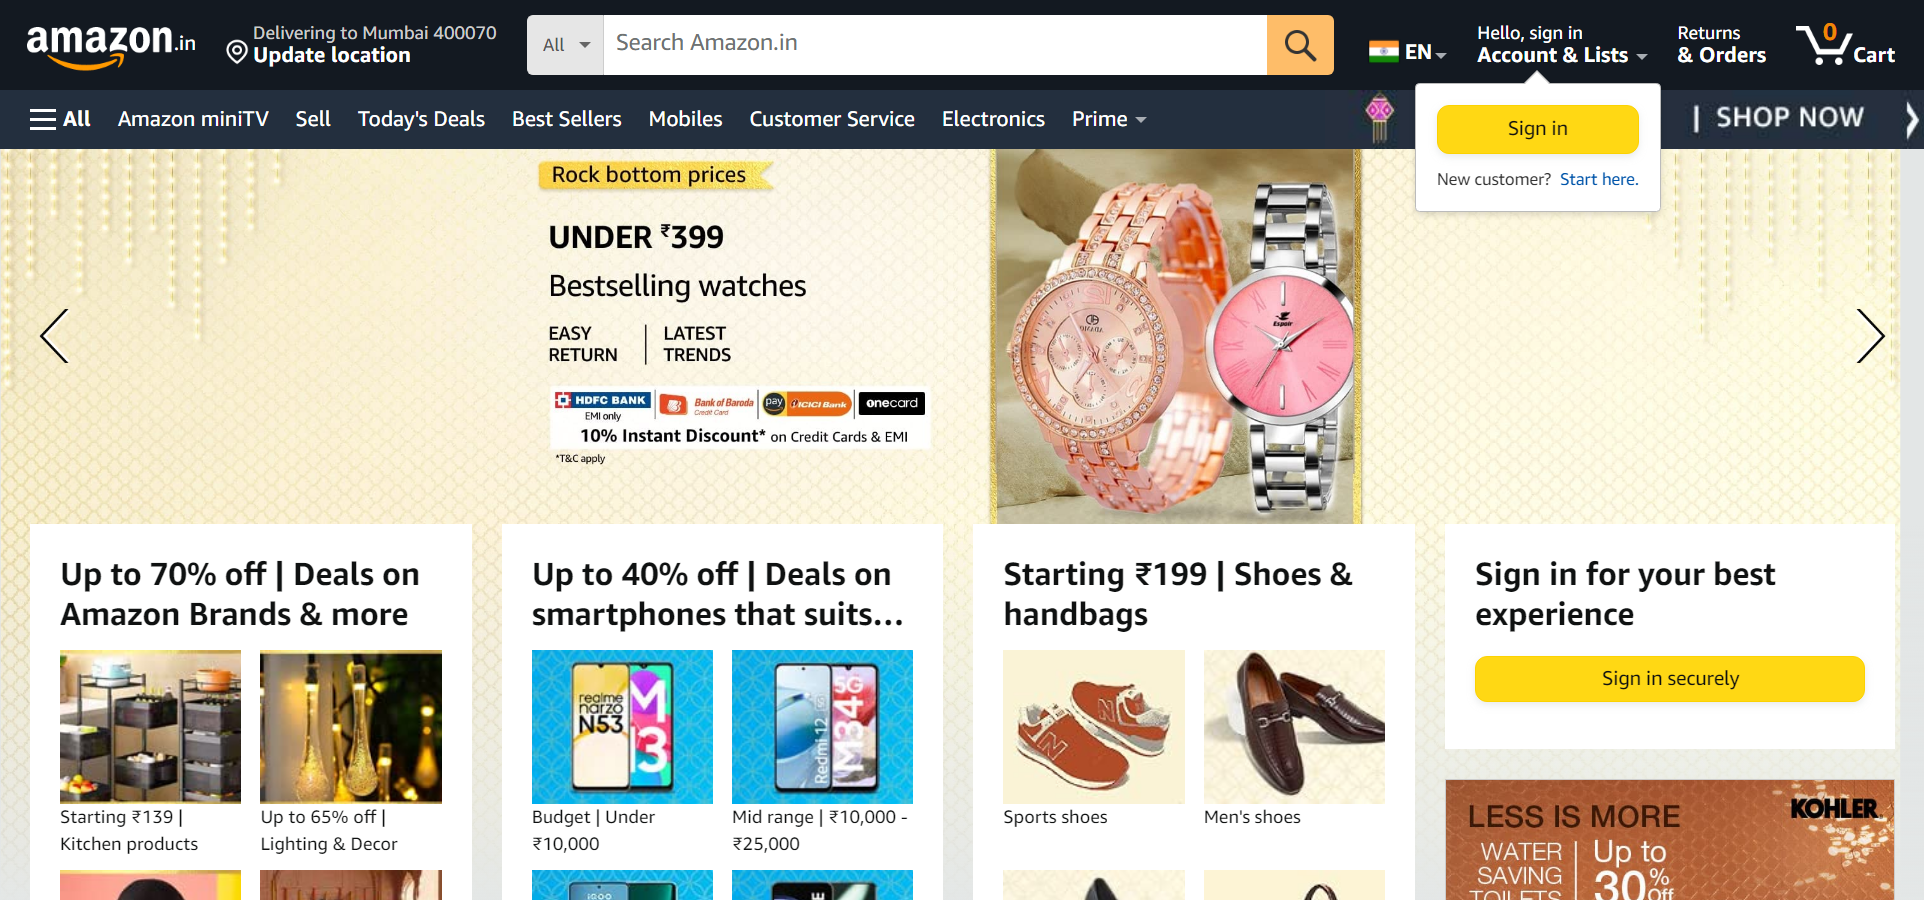 amazon.in
Delivering to Mumbai 400070
Update location
All
Search Amazon.in
EN
Hello, sign in
Account & Lists
Returns
& Orders
0
Cart
All
Amazon miniTV
Sell
Today's Deals
Best Sellers
Mobiles
Customer Service
Electronics
Prime
Sign in
New customer? Start here.
| SHOP NOW
Rock bottom prices
UNDER ₹399
Bestselling watches
EASY
RETURN
LATEST
TRENDS
HDFC BANK
EMI only
Bank of Baroda
Credit Card
pay
ICICI Bank
onecard
10% Instant Discount* on Credit Cards & EMI
*T&C apply
Espoir
Up to 70% off | Deals on
Amazon Brands & more
Starting ₹139 |
Kitchen products
Up to 65% off |
Lighting & Decor
Up to 40% off | Deals on
smartphones that suits...
realme
narzo
N53
M
13
Budget | Under
₹10,000
Redmi 12 5G
M34 5G
Mid range | ₹10,000 -
₹25,000
iQOO
Starting ₹199 | Shoes &
handbags
N
N
Sports shoes
Men's shoes
Sign in for your best
experience
Sign in securely
LESS IS MORE
KOHLER
WATER
SAVING
TOILETS
Up to
30%
Off